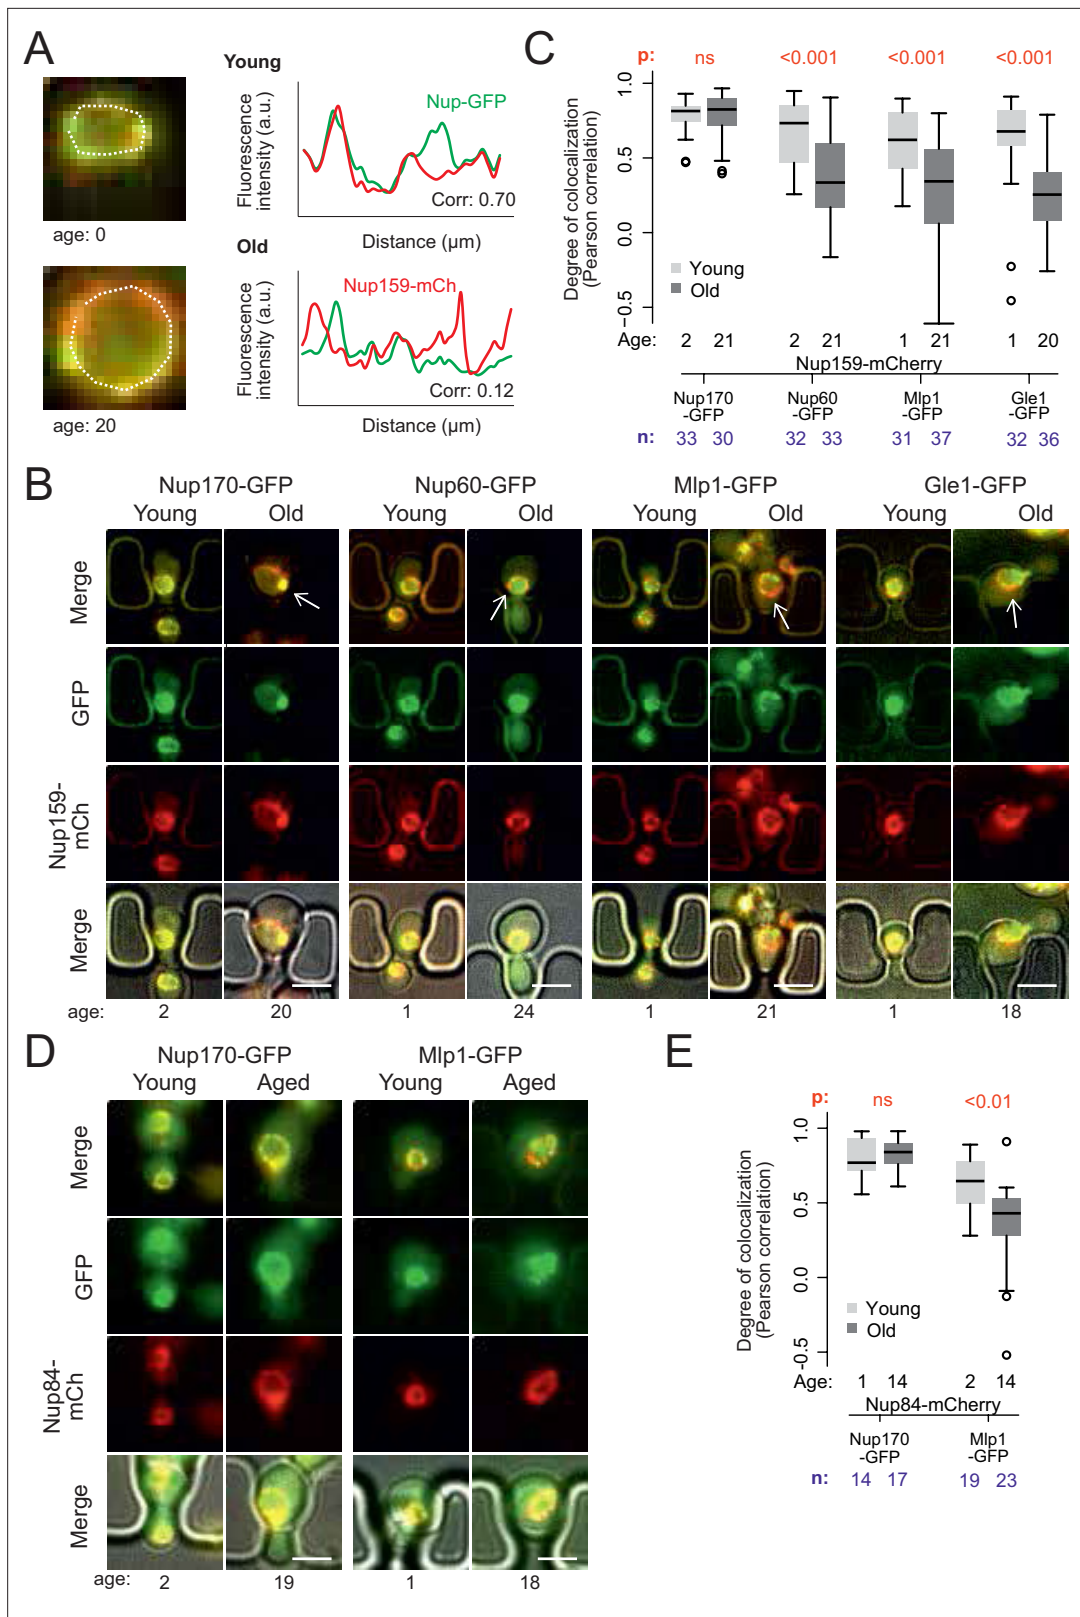 A
Young
Fluorescence
intensity (a.u.)
Nup-GFP
Corr: 0.70
Distance (µm)
age: 0
Old
Fluorescence
intensity (a.u.)
Nup159-mCh
Corr: 0.12
Distance (µm)
age: 20
C
p: ns <0.001 <0.001 <0.001
Degree of colocalization
(Pearson correlation)
1.0
0.5
0.0
−0.5
Young
Old
Age: 2 21 2 21 1 21 1 20
Nup159-mCherry
Nup170 Nup60 Mlp1 Gle1
-GFP -GFP -GFP -GFP
n: 33 30 32 33 31 37 32 36
B
Nup170-GFP Nup60-GFP Mlp1-GFP Gle1-GFP
Young Old Young Old Young Old Young Old
Merge
GFP
Nup159-
mCh
Merge
age: 2 20 1 24 1 21 1 18
D
Nup170-GFP Mlp1-GFP
Young Aged Young Aged
Merge
GFP
Nup84-
mCh
Merge
age: 2 19 1 18
E
p: ns <0.01
Degree of colocalization
(Pearson correlation)
1.0
0.5
0.0
−0.5
Young
Old
Age: 1 14 2 14
Nup84-mCherry
Nup170 Mlp1
-GFP -GFP
n: 14 17 19 23